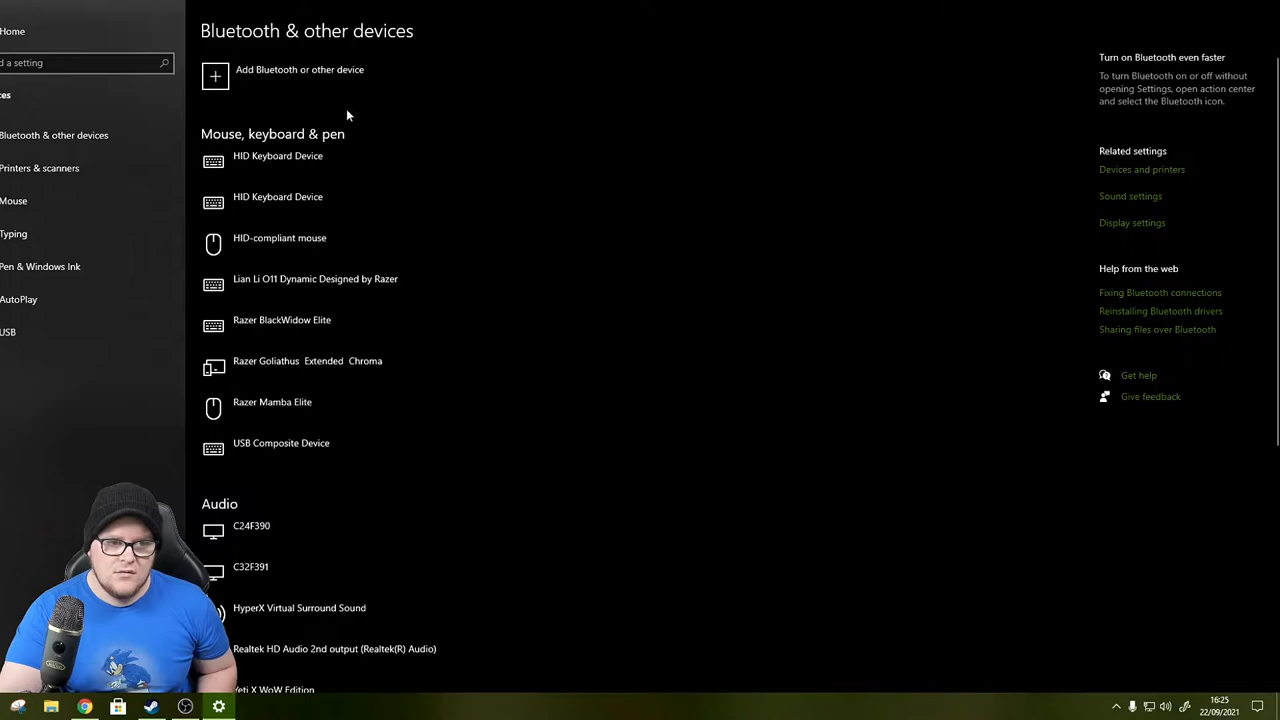 Home
d a setting
ces
Bluetooth & other devices
Printers & scanners
Mouse
Typing
Pen & Windows Ink
AutoPlay
USB
Bluetooth & other devices
Add Bluetooth or other device
Mouse, keyboard & pen
HID Keyboard Device
HID Keyboard Device
HID-compliant mouse
Lian Li O11 Dynamic Designed by Razer
Razer BlackWidow Elite
Razer Goliathus Extended Chroma
Razer Mamba Elite
USB Composite Device
Audio
C24F390
C32F391
HyperX Virtual Surround Sound
Realtek HD Audio 2nd output (Realtek(R) Audio)
Yeti X WoW Edition
Turn on Bluetooth even faster
To turn Bluetooth on or off without
opening Settings, open action center
and select the Bluetooth icon.
Related settings
Devices and printers
Sound settings
Display settings
Help from the web
Fixing Bluetooth connections
Reinstalling Bluetooth drivers
Sharing files over Bluetooth
Get help
Give feedback
16:25
22/09/2021